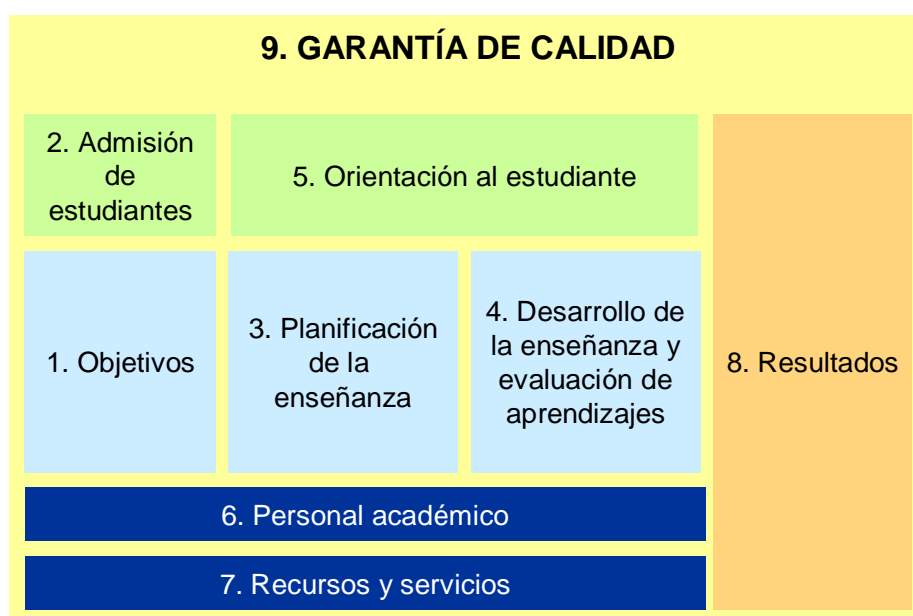 9. GARANTÍA DE CALIDAD
2. Admisión
de
estudiantes
5. Orientación al estudiante
1. Objetivos
3. Planificación
de la
enseñanza
4. Desarrollo de
la enseñanza y
evaluación de
aprendizajes
8. Resultados
6. Personal académico
7. Recursos y servicios